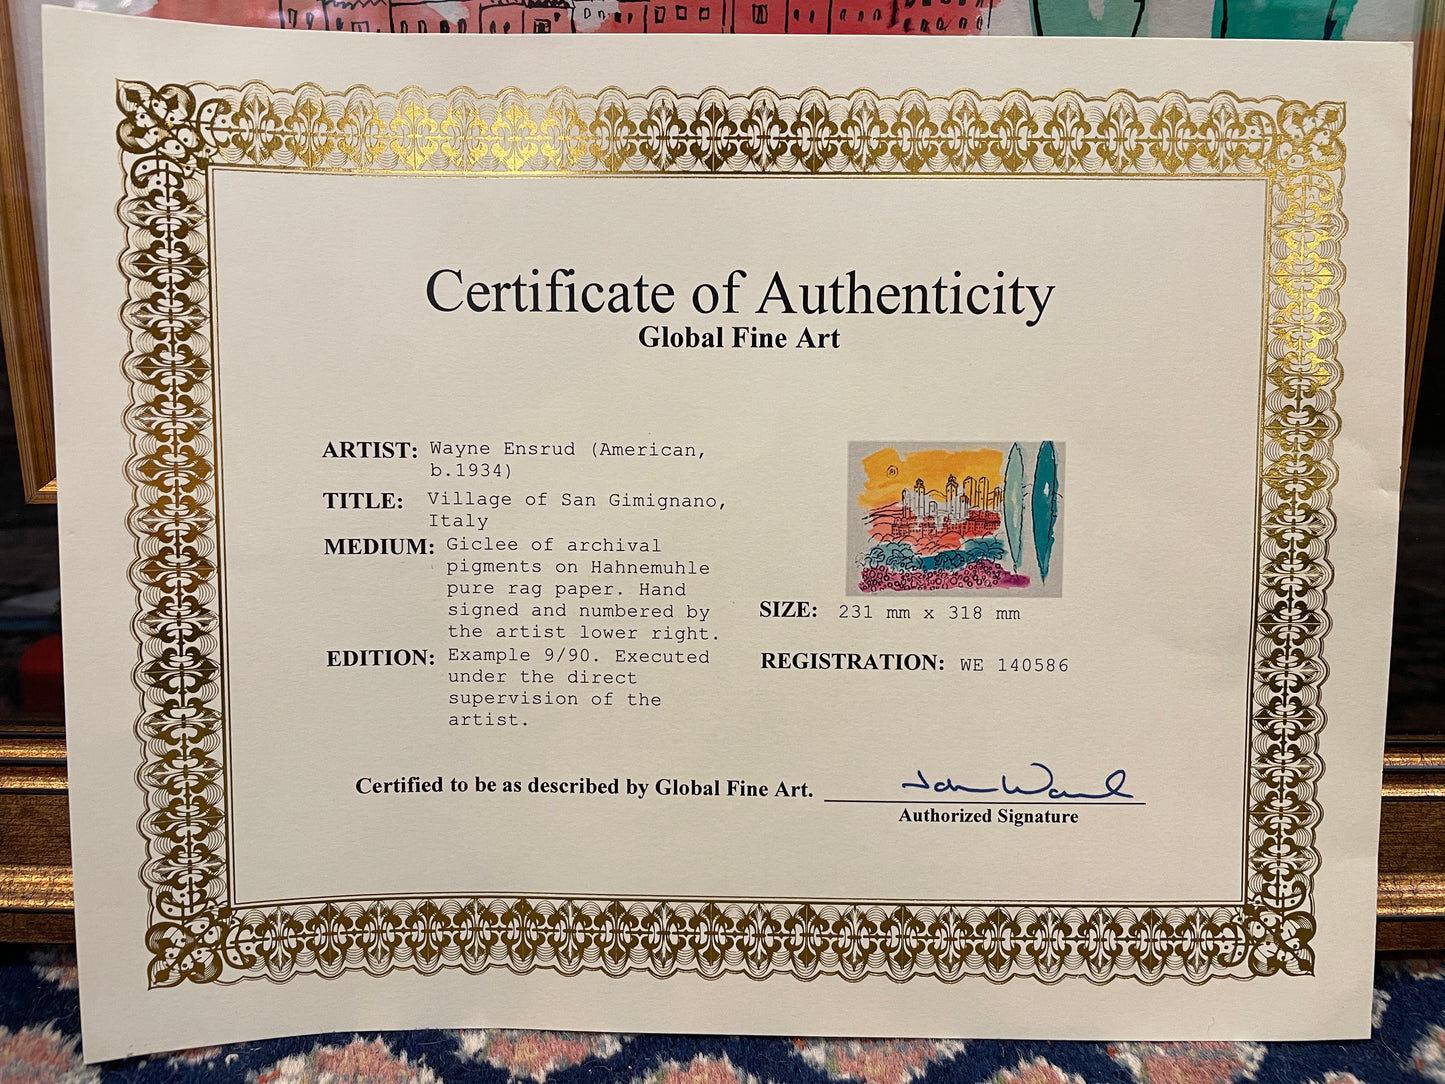 Certificate of Authenticity
Global Fine Art
ARTIST: Wayne Ensrud (American,
b.1934)
TITLE: Village of San Gimignano,
Italy
MEDIUM: Giclee of archival
pigments on Hahnemuhle
pure rag paper. Hand
signed and numbered by
the artist lower right.
EDITION: Example 9/90. Executed
under the direct
supervision of the
artist.
SIZE: 231 mm x 318 mm
REGISTRATION: WE 140586
Certified to be as described by Global Fine Art.
Authorized Signature